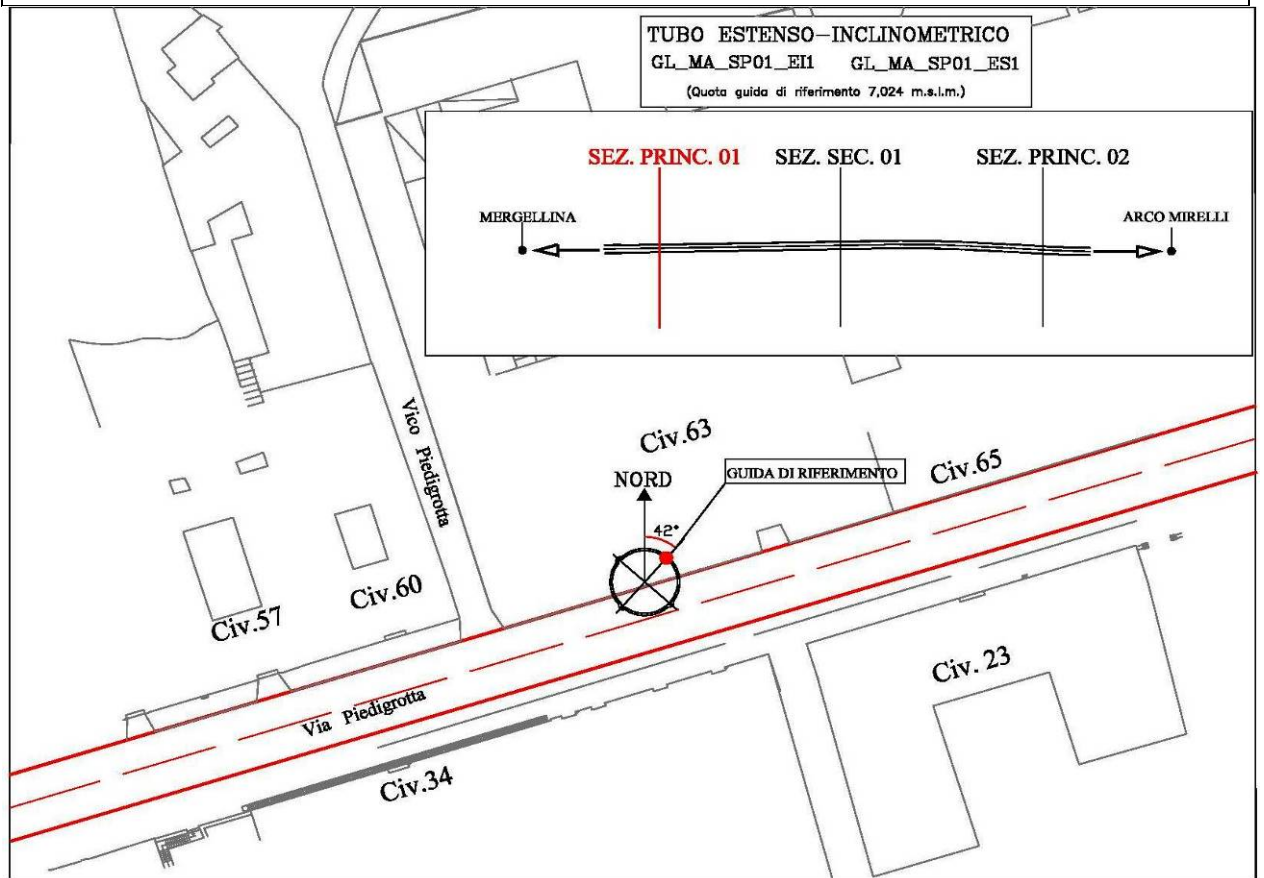 TUBO ESTENSO-INCLINOMETRICO
GL_MA_SP01_EI1 GL_MA_SP01_ES1
(Quota guida di riferimento 7,024 m.s.l.m.)
SEZ. PRINC. 01 SEZ. SEC. 01 SEZ. PRINC. 02
MERGELLINA ARCO MIRELLI
Vico Piedigrotta
Civ.63
NORD
GUIDA DI RIFERIMENTO
42°
Civ.65
Civ.57
Civ.60
Civ. 23
Via Piedigrotta
Civ.34